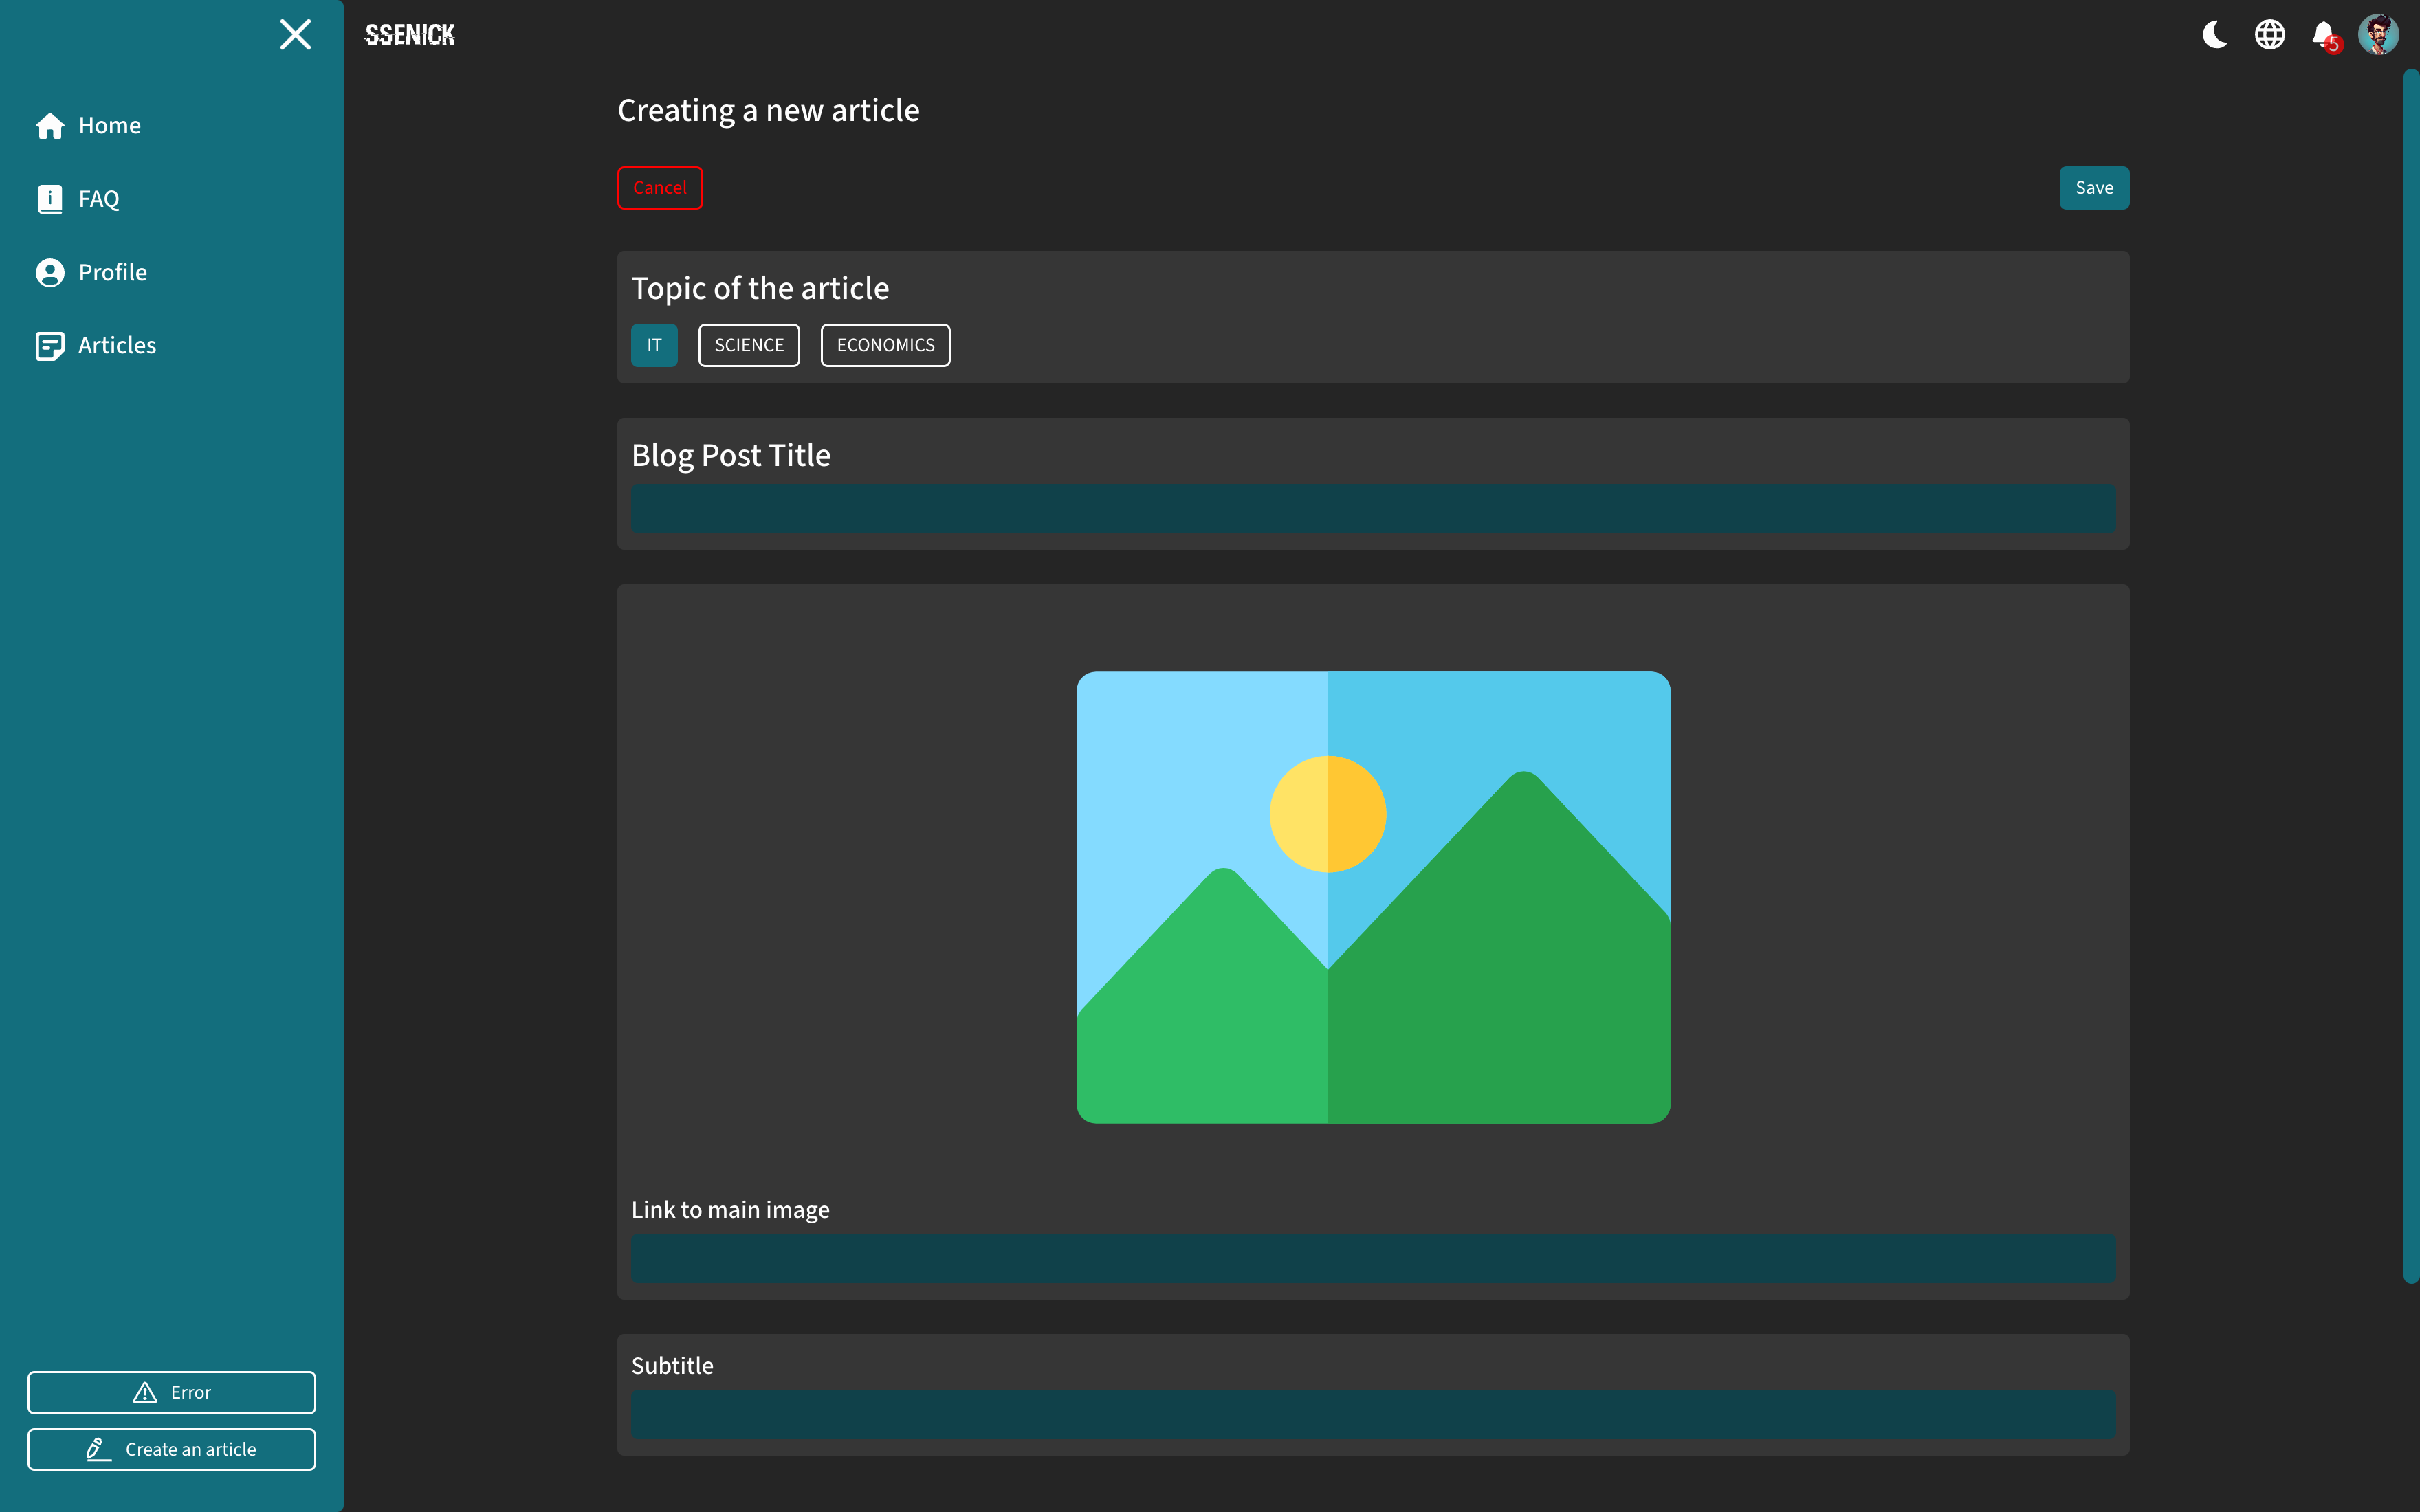 SSENICK
5
Home
FAQ
Profile
Articles
Error
Create an article
Creating a new article
Cancel
Save
Topic of the article
IT
SCIENCE
ECONOMICS
Blog Post Title
Link to main image
Subtitle